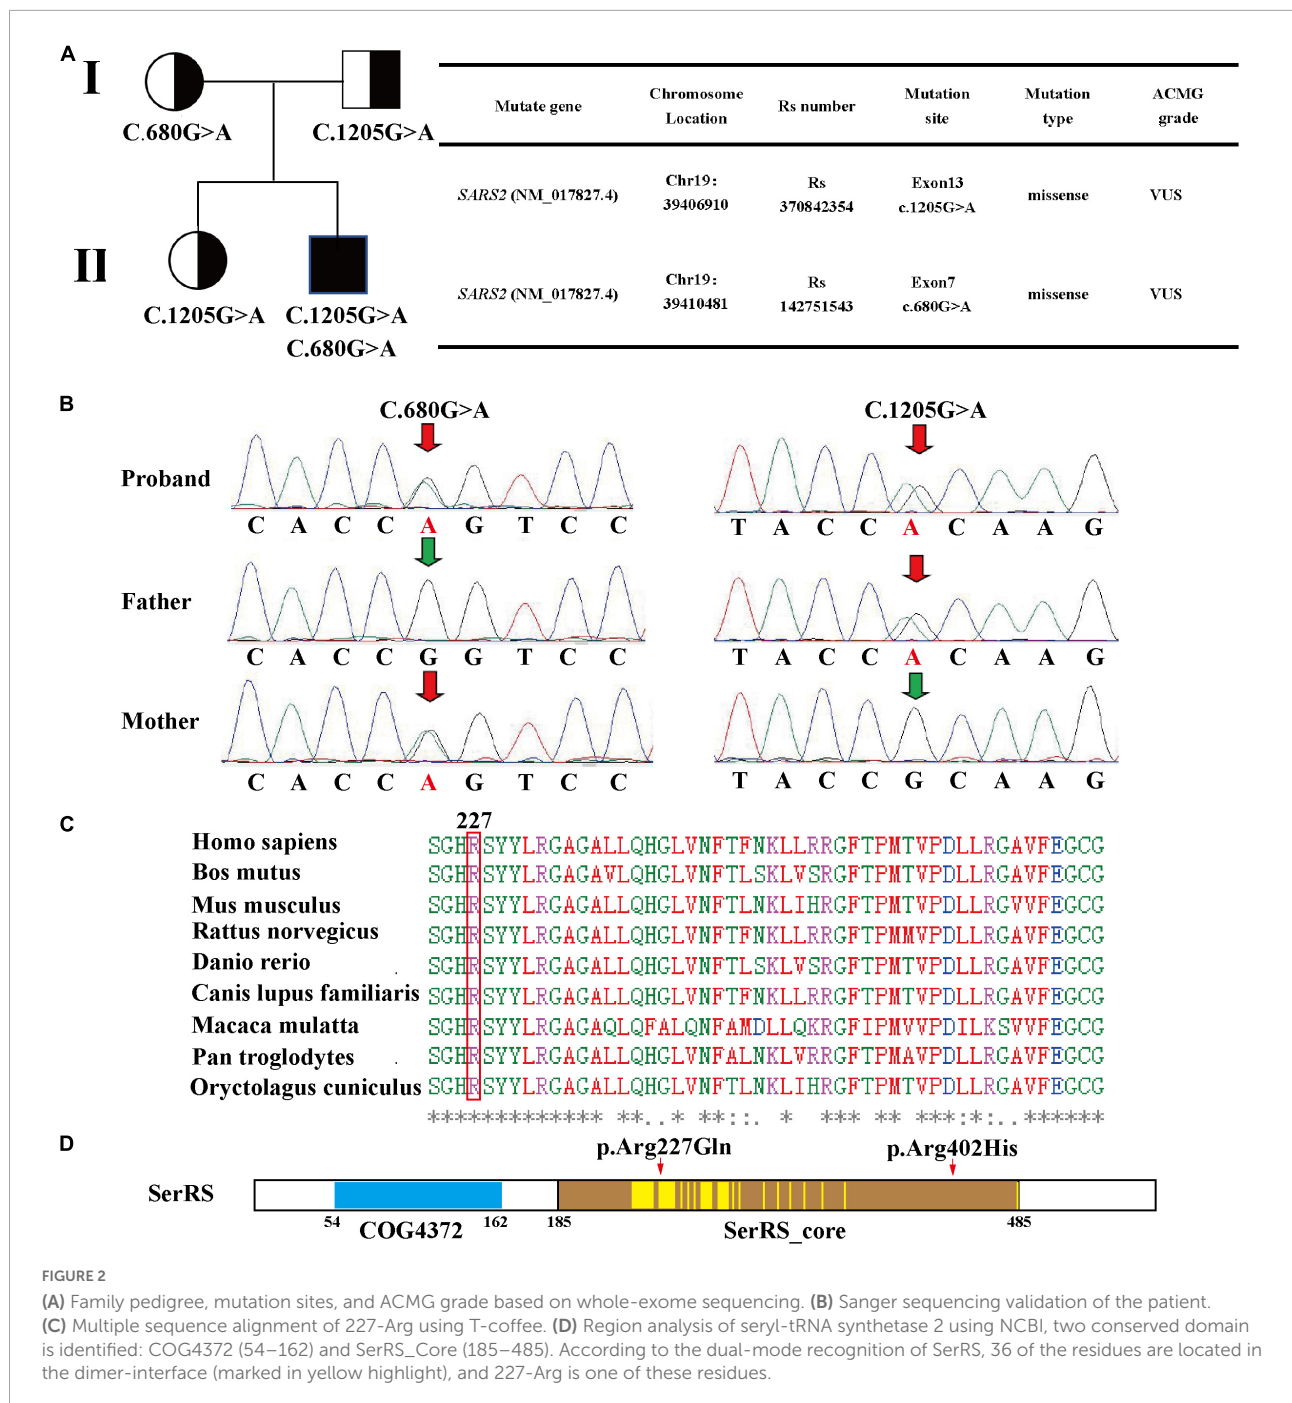 A
I
C.680G>A
C.1205G>A
II
C.1205G>A
C.1205G>A
C.680G>A
Mutate gene
Chromosome Location
Rs number
Mutation site
Mutation type
ACMG grade
SARS2 (NM_017827.4)
Chr19: 39406910
Rs 370842354
Exon13 c.1205G>A
missense
VUS
SARS2 (NM_017827.4)
Chr19: 39410481
Rs 142751543
Exon7 c.680G>A
missense
VUS
B
C.680G>A
C.1205G>A
Proband
C A C C A G T C C
T A C C A C A A G
Father
C A C C G G T C C
T A C C A C A A G
Mother
C A C C A G T C C
T A C C G C A A G
C
227
Homo sapiens SGHRSYYLRGAGALLQHGLVNFTFNKLLRRGFTPMTVPDLLRGAVFEGCG
Bos mutus SGHRSYYLRGAGAVLQHGLVNFTLSKLVSRGFTPMTVPDLLRGAVFEGCG
Mus musculus SGHRSYYLRGAGALLQHGLVNFTLNKLIHRGFTPMTVPDLLRGVVFEGCG
Rattus norvegicus SGHRSYYLRGAGALLQHGLVNFTFNKLLRRGFTPMMVPDLLRGAVFEGCG
Danio rerio SGHRSYYLRGAGALLQHGLVNFTLSKLVSRGFTPMTVPDLLRGVVFEGCG
Canis lupus familiaris SGHRSYYLRGAGALLQHGLVNFTFNKLLRRGFTPMTVPDLLRGAVFEGCG
Macaca mulatta SGHRSYYLRGAGAQLQFALQNFAMDLLQKRGFIPMVVPDILKSVVFEGCG
Pan troglodytes SGHRSYYLRGAGALLQHGLVNFALNKLVRRGFTPMAVPDLLRGAVFEGCG
Oryctolagus cuniculus SGHRSYYLRGAGALLQHGLVNFTLNKLIHRGFTPMTVPDLLRGAVFEGCG
************* **..* **::. * *** ** ***:*:..******
D
p.Arg227Gln
p.Arg402His
SerRS
54
162
185
485
COG4372
SerRS_core
FIGURE 2
(A) Family pedigree, mutation sites, and ACMG grade based on whole-exome sequencing. (B) Sanger sequencing validation of the patient.
(C) Multiple sequence alignment of 227-Arg using T-coffee. (D) Region analysis of seryl-tRNA synthetase 2 using NCBI, two conserved domain
is identified: COG4372 (54–162) and SerRS_Core (185–485). According to the dual-mode recognition of SerRS, 36 of the residues are located in
the dimer-interface (marked in yellow highlight), and 227-Arg is one of these residues.